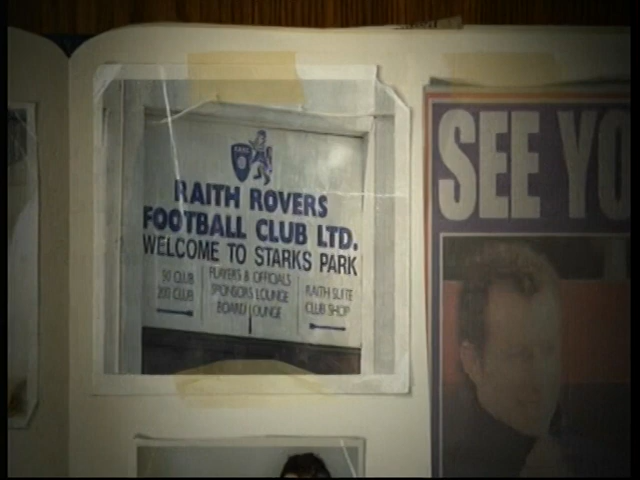 RAITH ROVERS
FOOTBALL CLUB LTD.
WELCOME TO STARKS PARK
50 CLUB
200 CLUB
PLAYERS & OFFICIALS
SPONSORS LOUNGE
BOARD LOUNGE
RAITH SUITE
CLUB SHOP
SEE YO